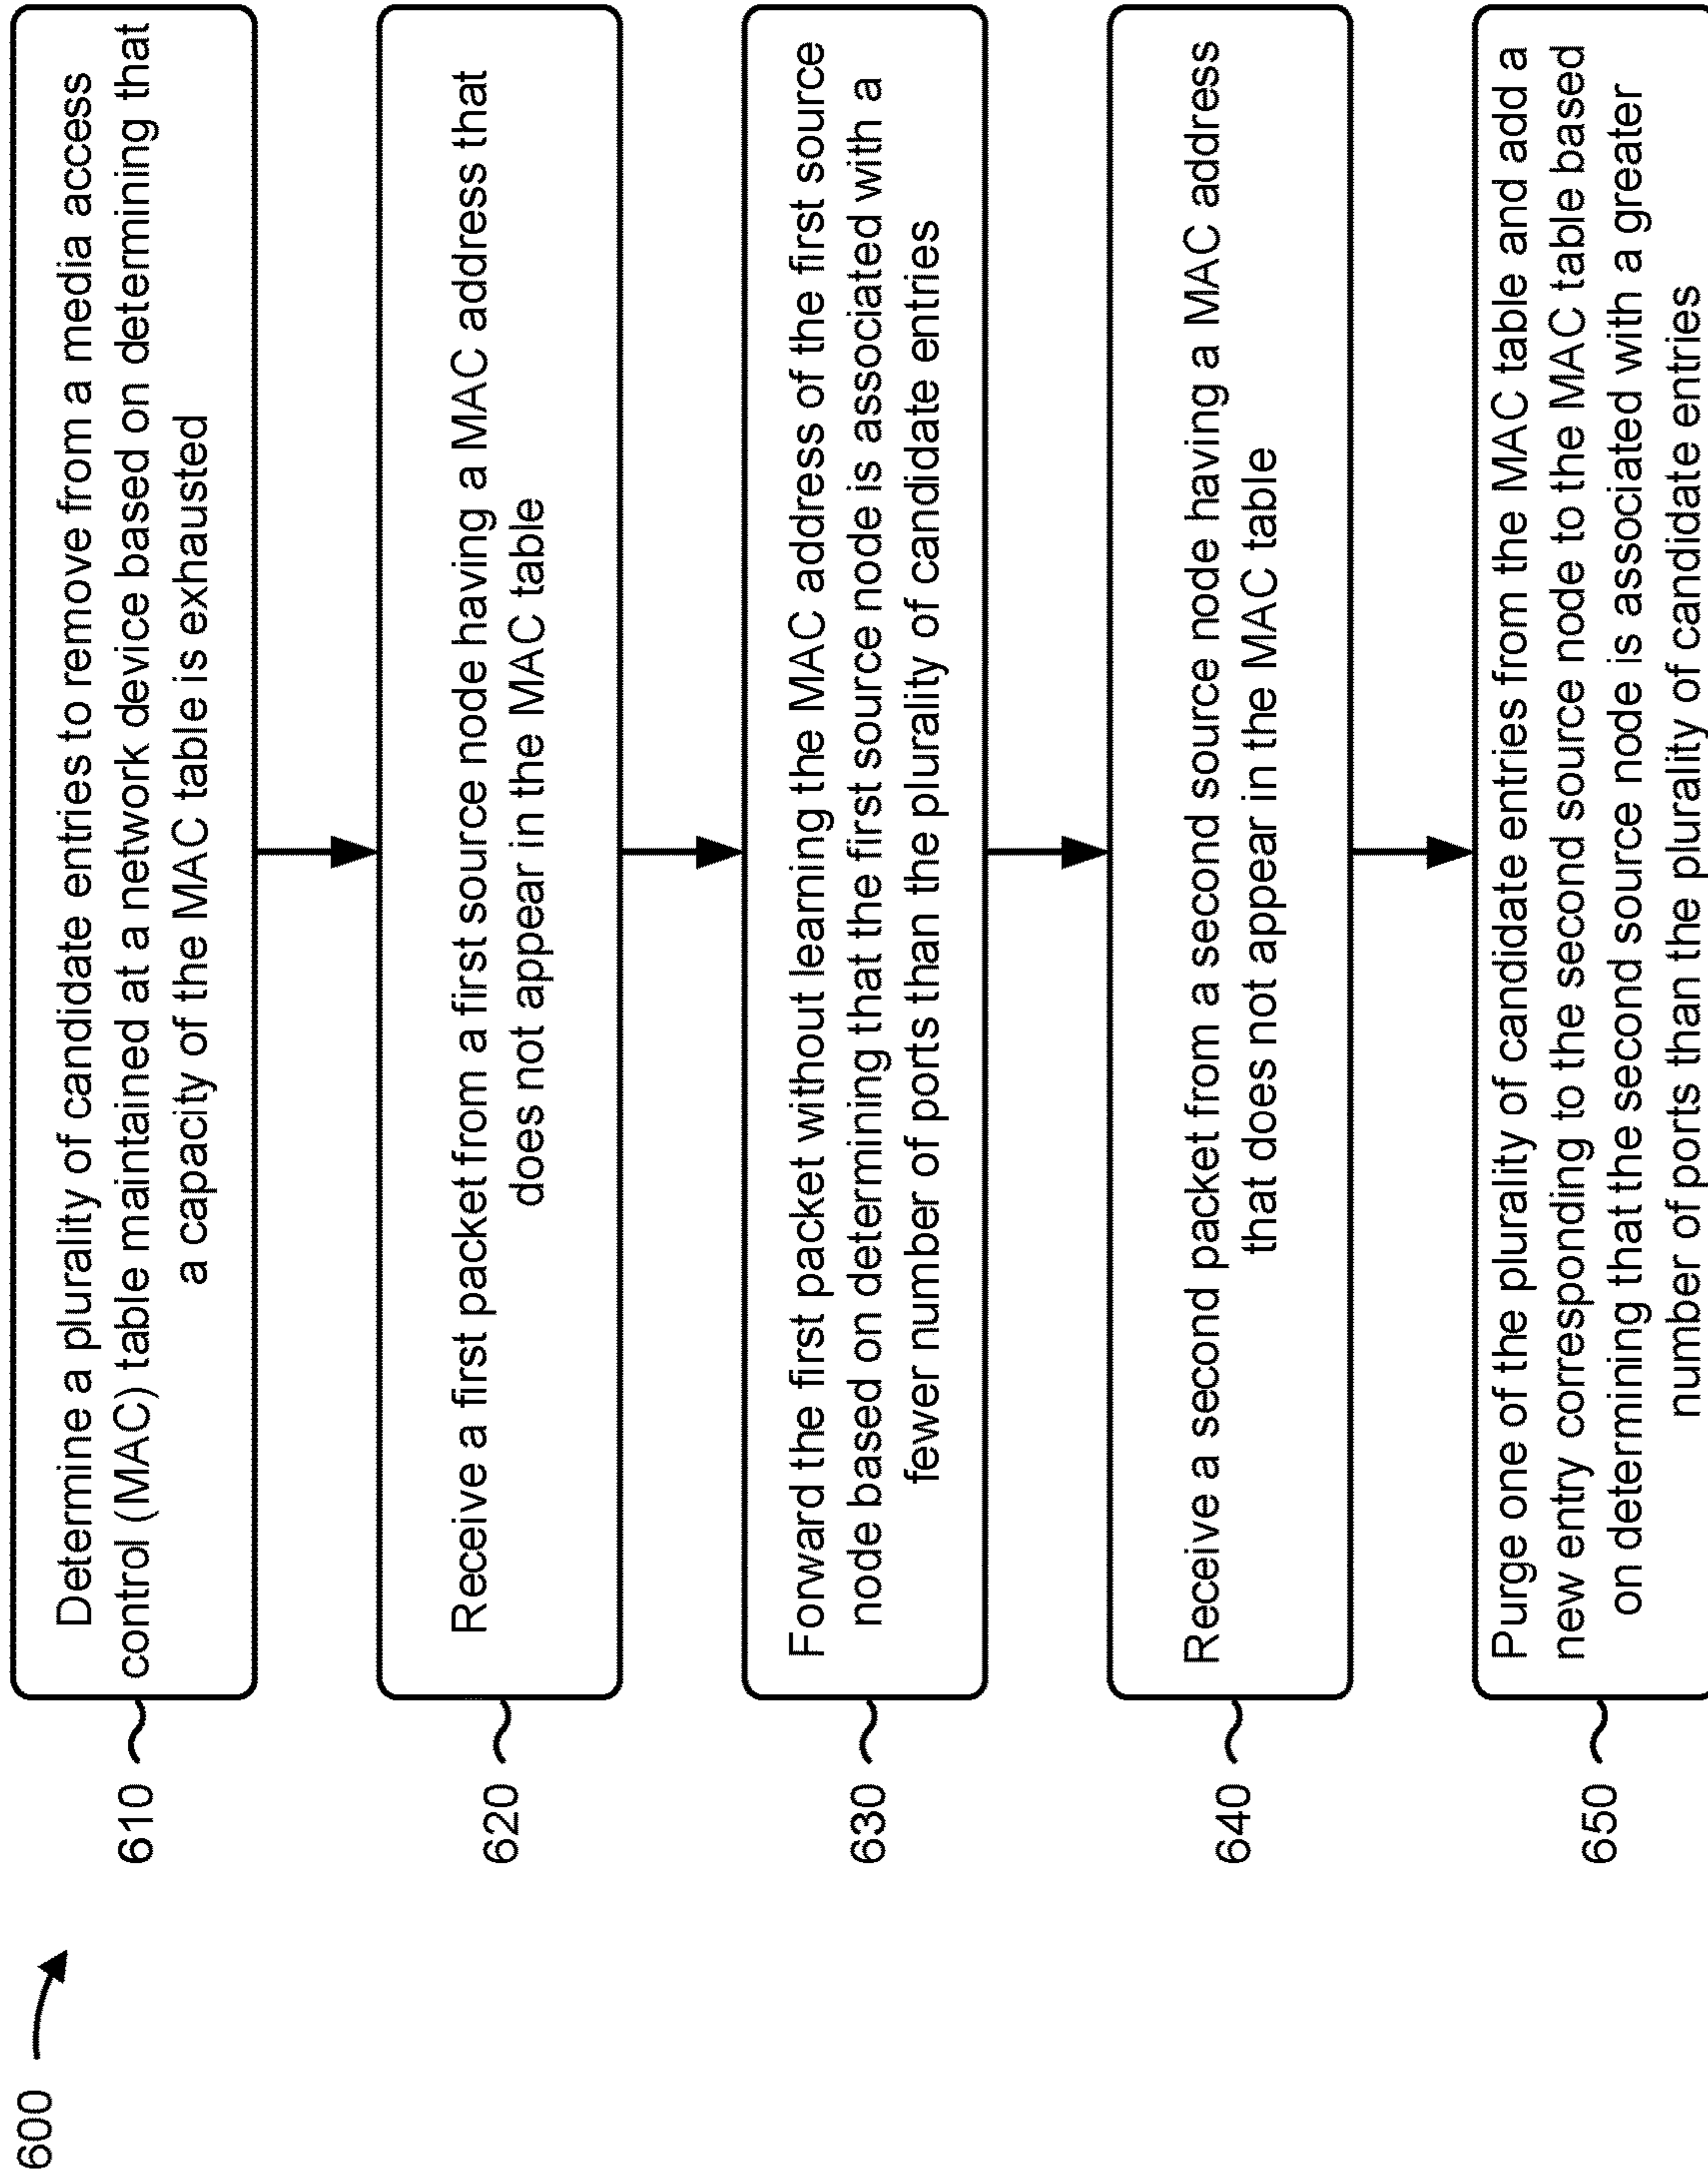 600
610
Determine a plurality of candidate entries to remove from a media access
control (MAC) table maintained at a network device based on determining that
a capacity of the MAC table is exhausted
620
Receive a first packet from a first source node having a MAC address that
does not appear in the MAC table
630
Forward the first packet without learning the MAC address of the first source
node based on determining that the first source node is associated with a
fewer number of ports than the plurality of candidate entries
640
Receive a second packet from a second source node having a MAC address
that does not appear in the MAC table
650
Purge one of the plurality of candidate entries from the MAC table and add a
new entry corresponding to the second source node to the MAC table based
on determining that the second source node is associated with a greater
number of ports than the plurality of candidate entries